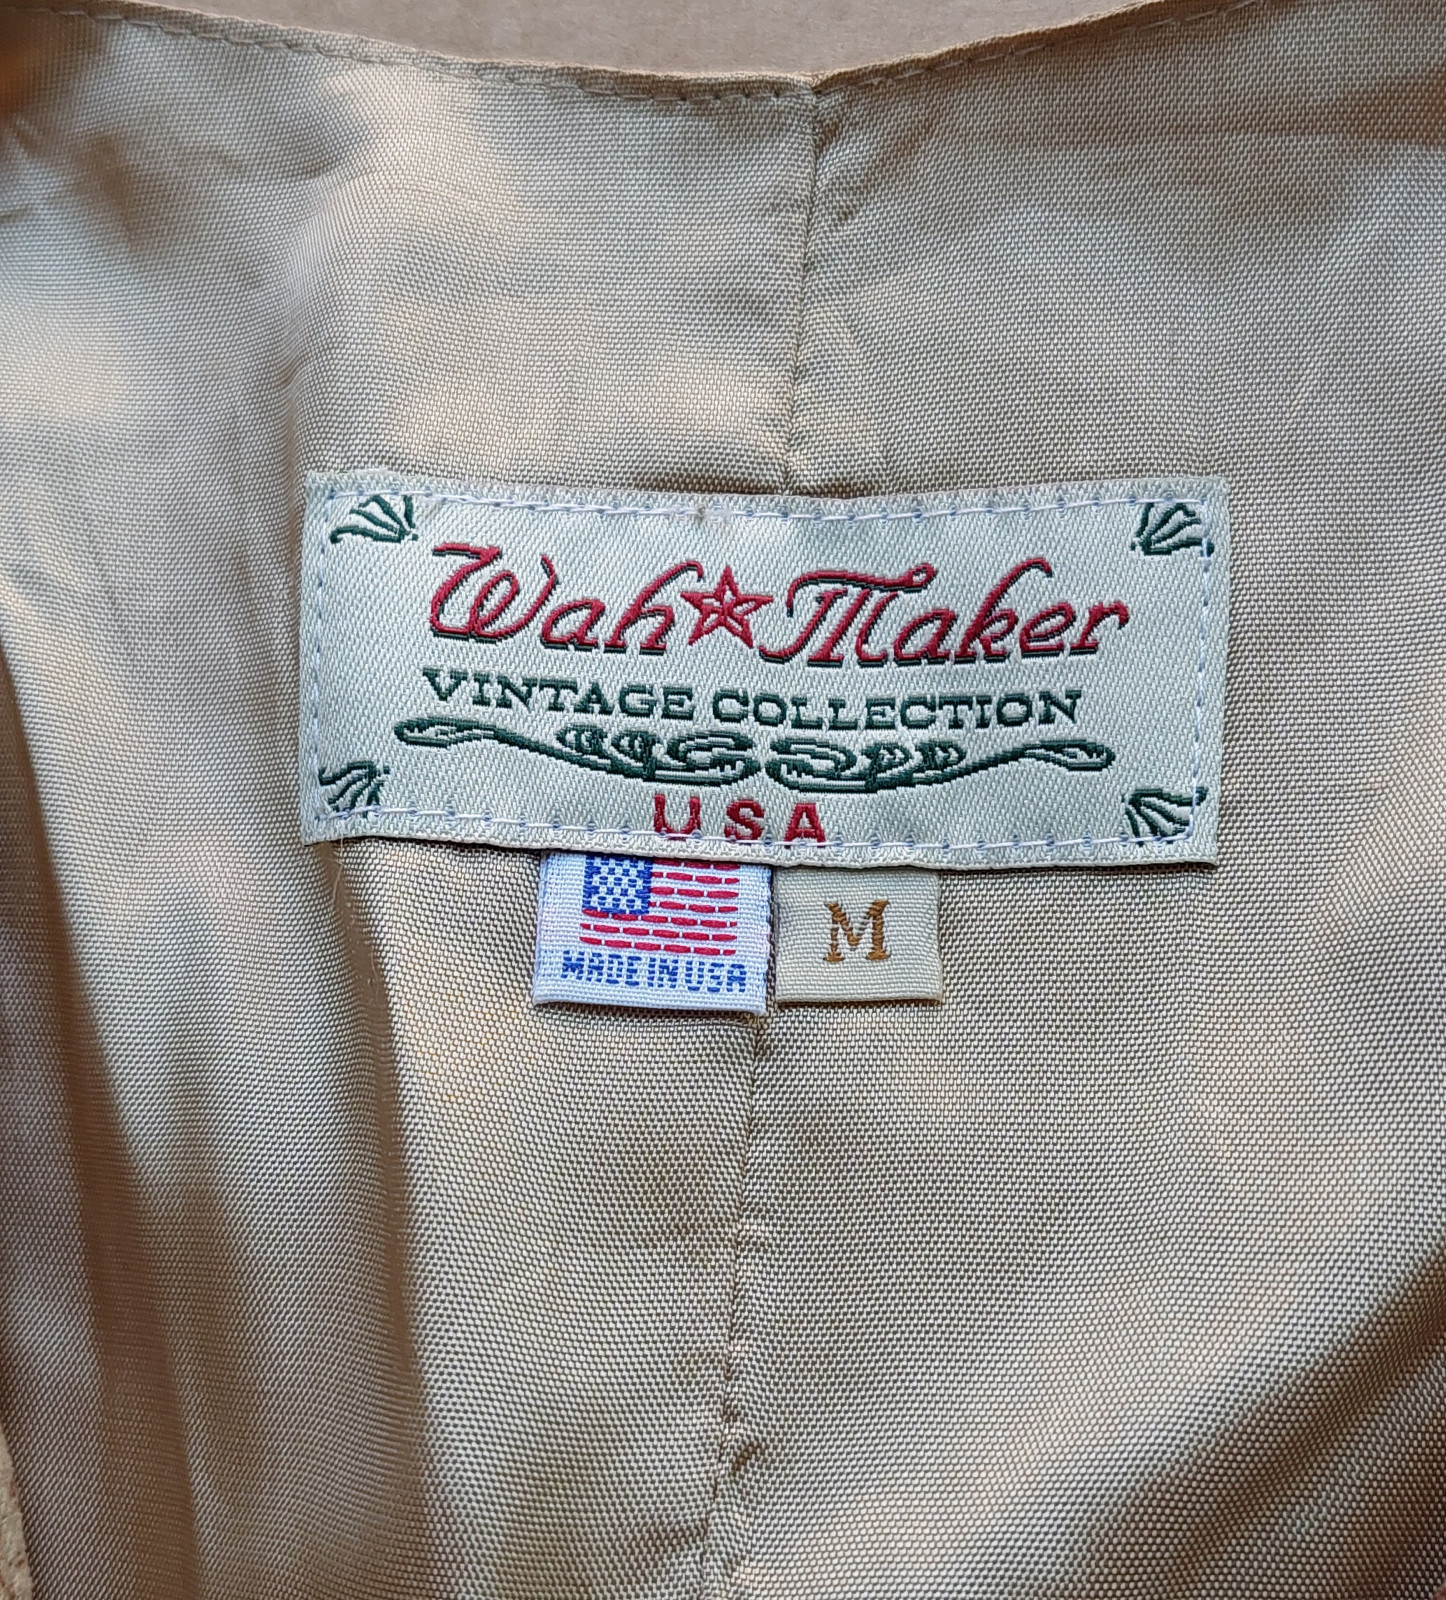 Wah Maker
VINTAGE COLLECTION
USA
MADE IN USA
M